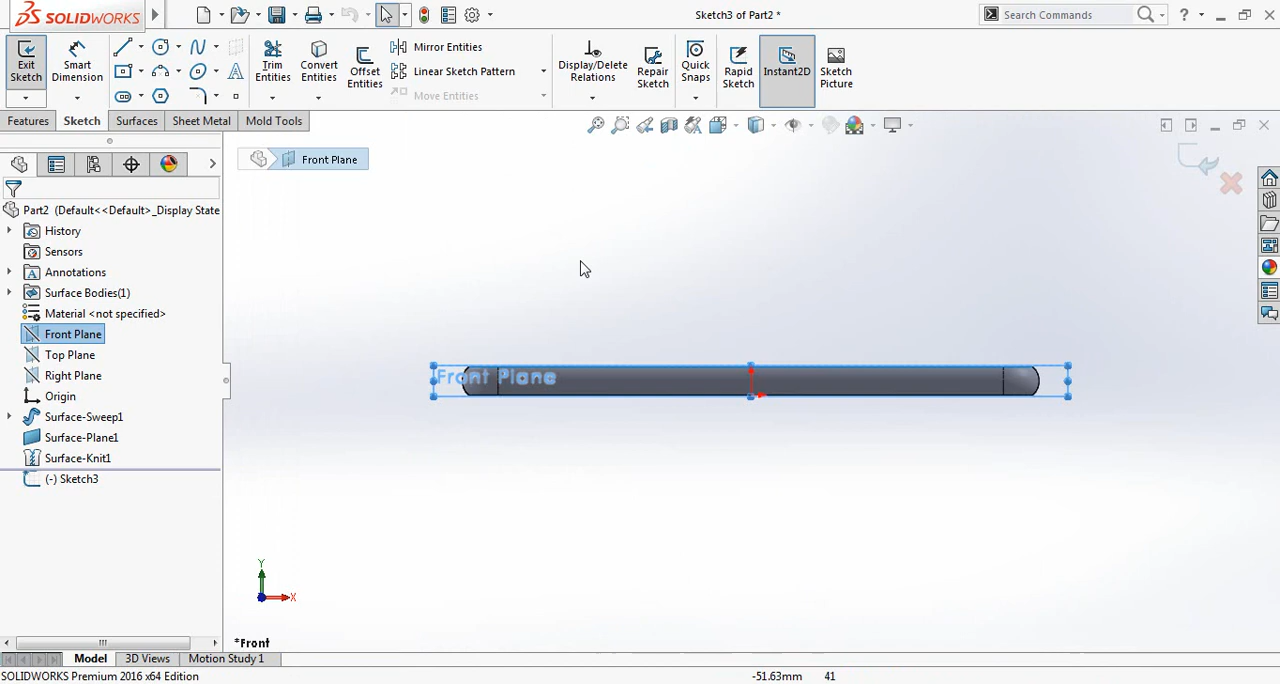 SOLIDWORKS
Sketch3 of Part2 *
Search Commands
?
Exit Sketch
Smart Dimension
Trim Entities
Convert Entities
Offset Entities
Mirror Entities
Linear Sketch Pattern
Move Entities
Display/Delete Relations
Repair Sketch
Quick Snaps
Rapid Sketch
Instant2D
Sketch Picture
Features
Sketch
Surfaces
Sheet Metal
Mold Tools
Front Plane
Part2 (Default<<Default>_Display State
History
Sensors
Annotations
Surface Bodies(1)
Material <not specified>
Front Plane
Top Plane
Right Plane
Origin
Surface-Sweep1
Surface-Plane1
Surface-Knit1
(-) Sketch3
Front Plane
Y
X
*Front
Model
3D Views
Motion Study 1
SOLIDWORKS Premium 2016 x64 Edition
-51.63mm
41